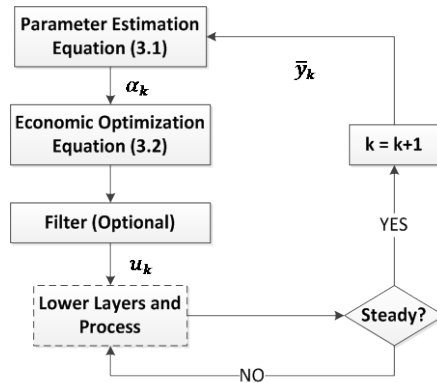 Parameter Estimation
Equation (3.1)
ȳₖ
αₖ
Economic Optimization
Equation (3.2)
k = k+1
Filter (Optional)
YES
uₖ
Lower Layers and
Process
Steady?
NO